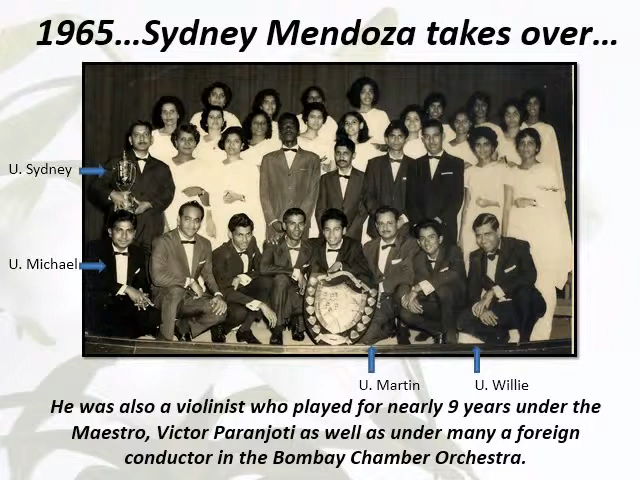 1965...Sydney Mendoza takes over...
U. Sydney
U. Michael
U. Martin
U. Willie
He was also a violinist who played for nearly 9 years under the
Maestro, Victor Paranjoti as well as under many a foreign
conductor in the Bombay Chamber Orchestra.